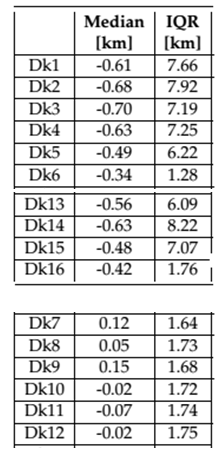 Median IQR
[km] [km]
Dk1 -0.61 7.66
Dk2 -0.68 7.92
Dk3 -0.70 7.19
Dk4 -0.63 7.25
Dk5 -0.49 6.22
Dk6 -0.34 1.28
Dk13 -0.56 6.09
Dk14 -0.63 8.22
Dk15 -0.48 7.07
Dk16 -0.42 1.76
Dk7 0.12 1.64
Dk8 0.05 1.73
Dk9 0.15 1.68
Dk10 -0.02 1.72
Dk11 -0.07 1.74
Dk12 -0.02 1.75